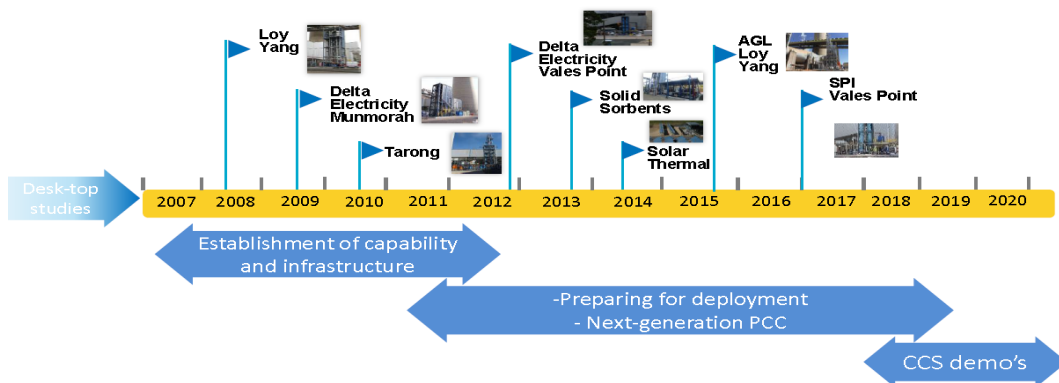 Loy
Yang
Delta
Electricity
Munmorah
Tarong
Delta
Electricity
Vales Point
Solid
Sorbents
Solar
Thermal
AGL
Loy
Yang
SPI
Vales Point
Desk-top
studies
2007 2008 2009 2010 2011 2012 2013 2014 2015 2016 2017 2018 2019 2020
Establishment of capability
and infrastructure
-Preparing for deployment
- Next-generation PCC
CCS demo's